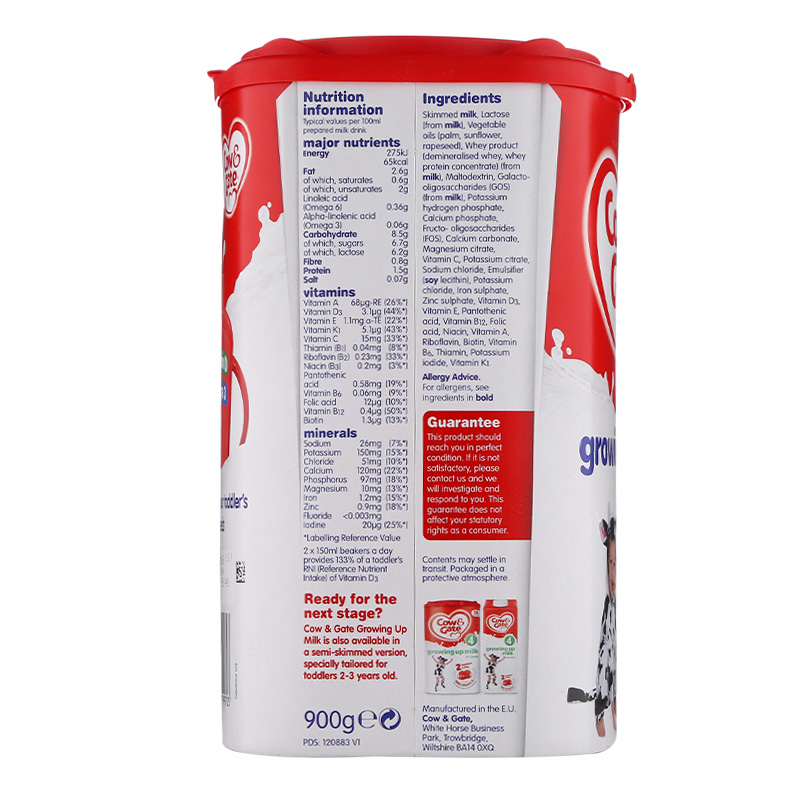 Cow &
Gate
toddler's
Nutrition
information
Typical values per 100ml
prepared milk drink
major nutrients
Energy 275kJ
65kcal
Fat 2.6g
of which, saturates 0.6g
of which, unsaturates 2g
Linoleic acid
(Omega 6) 0.36g
Alpha-linolenic acid
(Omega 3) 0.06g
Carbohydrate 8.5g
of which, sugars 6.7g
of which, lactose 6.2g
Fibre 0.8g
Protein 1.5g
Salt 0.07g
vitamins
Vitamin A 68µg-RE (26%*)
Vitamin D3 3.1µg (44%*)
Vitamin E 1.1mg α-TE (22%*)
Vitamin K1 5.1µg (43%*)
Vitamin C 15mg (33%*)
Thiamin (B1) 0.04mg (8%*)
Riboflavin (B2) 0.23mg (33%*)
Niacin (B3) 0.2mg (3%*)
Pantothenic
acid 0.58mg (19%*)
Vitamin B6 0.06mg (9%*)
Folic acid 12µg (10%*)
Vitamin B12 0.4µg (50%*)
Biotin 1.3µg (13%*)
minerals
Sodium 26mg (7%*)
Potassium 150mg (15%*)
Chloride 51mg (10%*)
Calcium 120mg (22%*)
Phosphorus 97mg (18%*)
Magnesium 10mg (13%*)
Iron 1.2mg (15%*)
Zinc 0.9mg (18%*)
Fluoride <0.003mg
Iodine 20µg (25%*)
*Labelling Reference Value
2 x 150ml beakers a day
provides 133% of a toddler's
RNI (Reference Nutrient
Intake) of Vitamin D3
Ready for the
next stage?
Cow & Gate Growing Up
Milk is also available in
a semi-skimmed version,
specially tailored for
toddlers 2-3 years old.
900g e
PDS: 120883 V1
Ingredients
Skimmed milk, Lactose
(from milk), Vegetable
oils (palm, sunflower,
rapeseed), Whey product
(demineralised whey, whey
protein concentrate) (from
milk), Maltodextrin, Galacto-
oligosaccharides (GOS)
(from milk), Potassium
hydrogen phosphate,
Calcium phosphate,
Fructo- oligosaccharides
(FOS), Calcium carbonate,
Magnesium citrate,
Vitamin C, Potassium citrate,
Sodium chloride, Emulsifier
(soy lecithin), Potassium
chloride, Iron sulphate,
Zinc sulphate, Vitamin D3,
Vitamin E, Pantothenic
acid, Vitamin B12, Folic
acid, Niacin, Vitamin A,
Riboflavin, Biotin, Vitamin
B6, Thiamin, Potassium
iodide, Vitamin K1.
Allergy Advice.
For allergens, see
ingredients in bold
Guarantee
This product should
reach you in perfect
condition. If it is not
satisfactory, please
contact us and we
will investigate and
respond to you. This
guarantee does not
affect your statutory
rights as a consumer.
Contents may settle in
transit. Packaged in a
protective atmosphere.
Cow &
Gate
4
growing up milk
2
Cow &
Gate
4
growing up
milk
Manufactured in the E.U.
Cow & Gate,
White Horse Business
Park, Trowbridge,
Wiltshire BA14 0XQ
grow